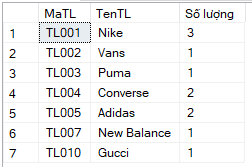 MaTL TenTL Số lượng
1 TL001 Nike 3
2 TL002 Vans 1
3 TL003 Puma 1
4 TL004 Converse 2
5 TL005 Adidas 2
6 TL007 New Balance 1
7 TL010 Gucci 1